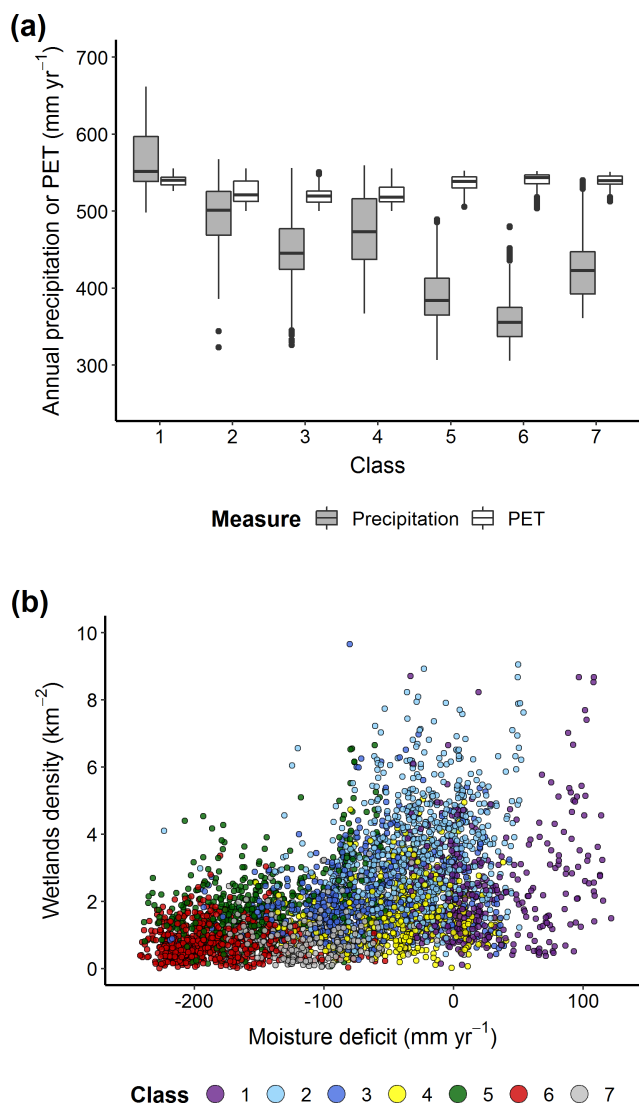 (a)
Annual precipitation or PET (mm yr⁻¹)
700
600
500
400
300
1 2 3 4 5 6 7
Class
Measure Precipitation PET
(b)
Wetlands density (km⁻²)
10
8
6
4
2
0
-200 -100 0 100
Moisture deficit (mm yr⁻¹)
Class 1 2 3 4 5 6 7